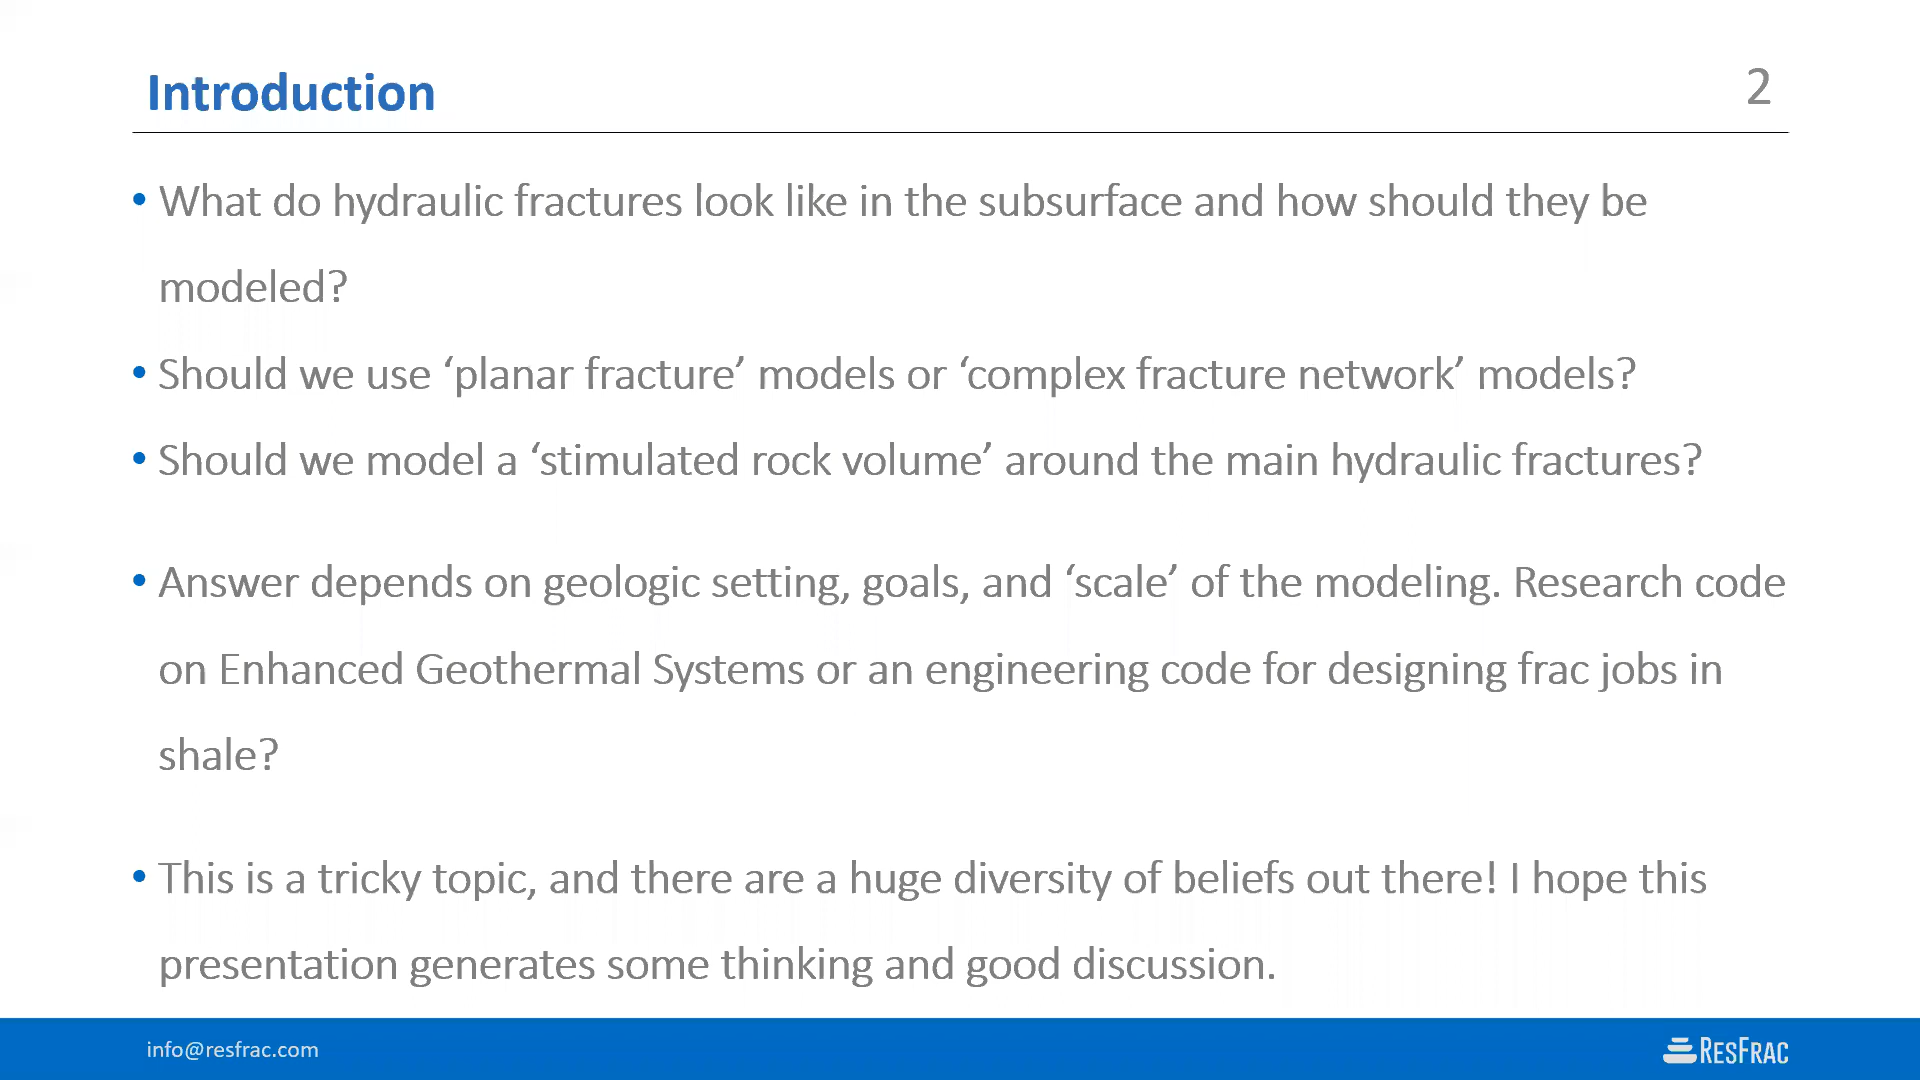 Introduction
2
• What do hydraulic fractures look like in the subsurface and how should they be
modeled?
• Should we use ‘planar fracture’ models or ‘complex fracture network’ models?
• Should we model a ‘stimulated rock volume’ around the main hydraulic fractures?
• Answer depends on geologic setting, goals, and ‘scale’ of the modeling. Research code
on Enhanced Geothermal Systems or an engineering code for designing frac jobs in
shale?
• This is a tricky topic, and there are a huge diversity of beliefs out there! I hope this
presentation generates some thinking and good discussion.
info@resfrac.com
RESFRAC